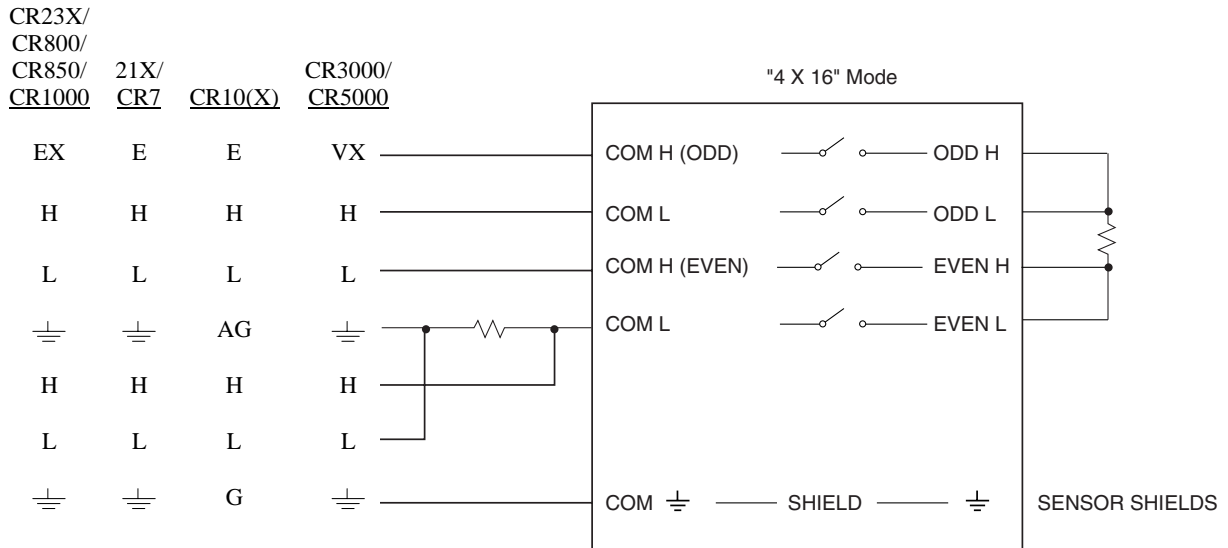 CR23X/
CR800/
CR850/ 21X/ CR3000/
CR1000 CR7 CR10(X) CR5000
"4 X 16" Mode
EX E E VX COM H (ODD) ODD H
H H H H COM L ODD L
L L L L COM H (EVEN) EVEN H
AG COM L EVEN L
H H H H
L L L L
G COM SHIELD SENSOR SHIELDS